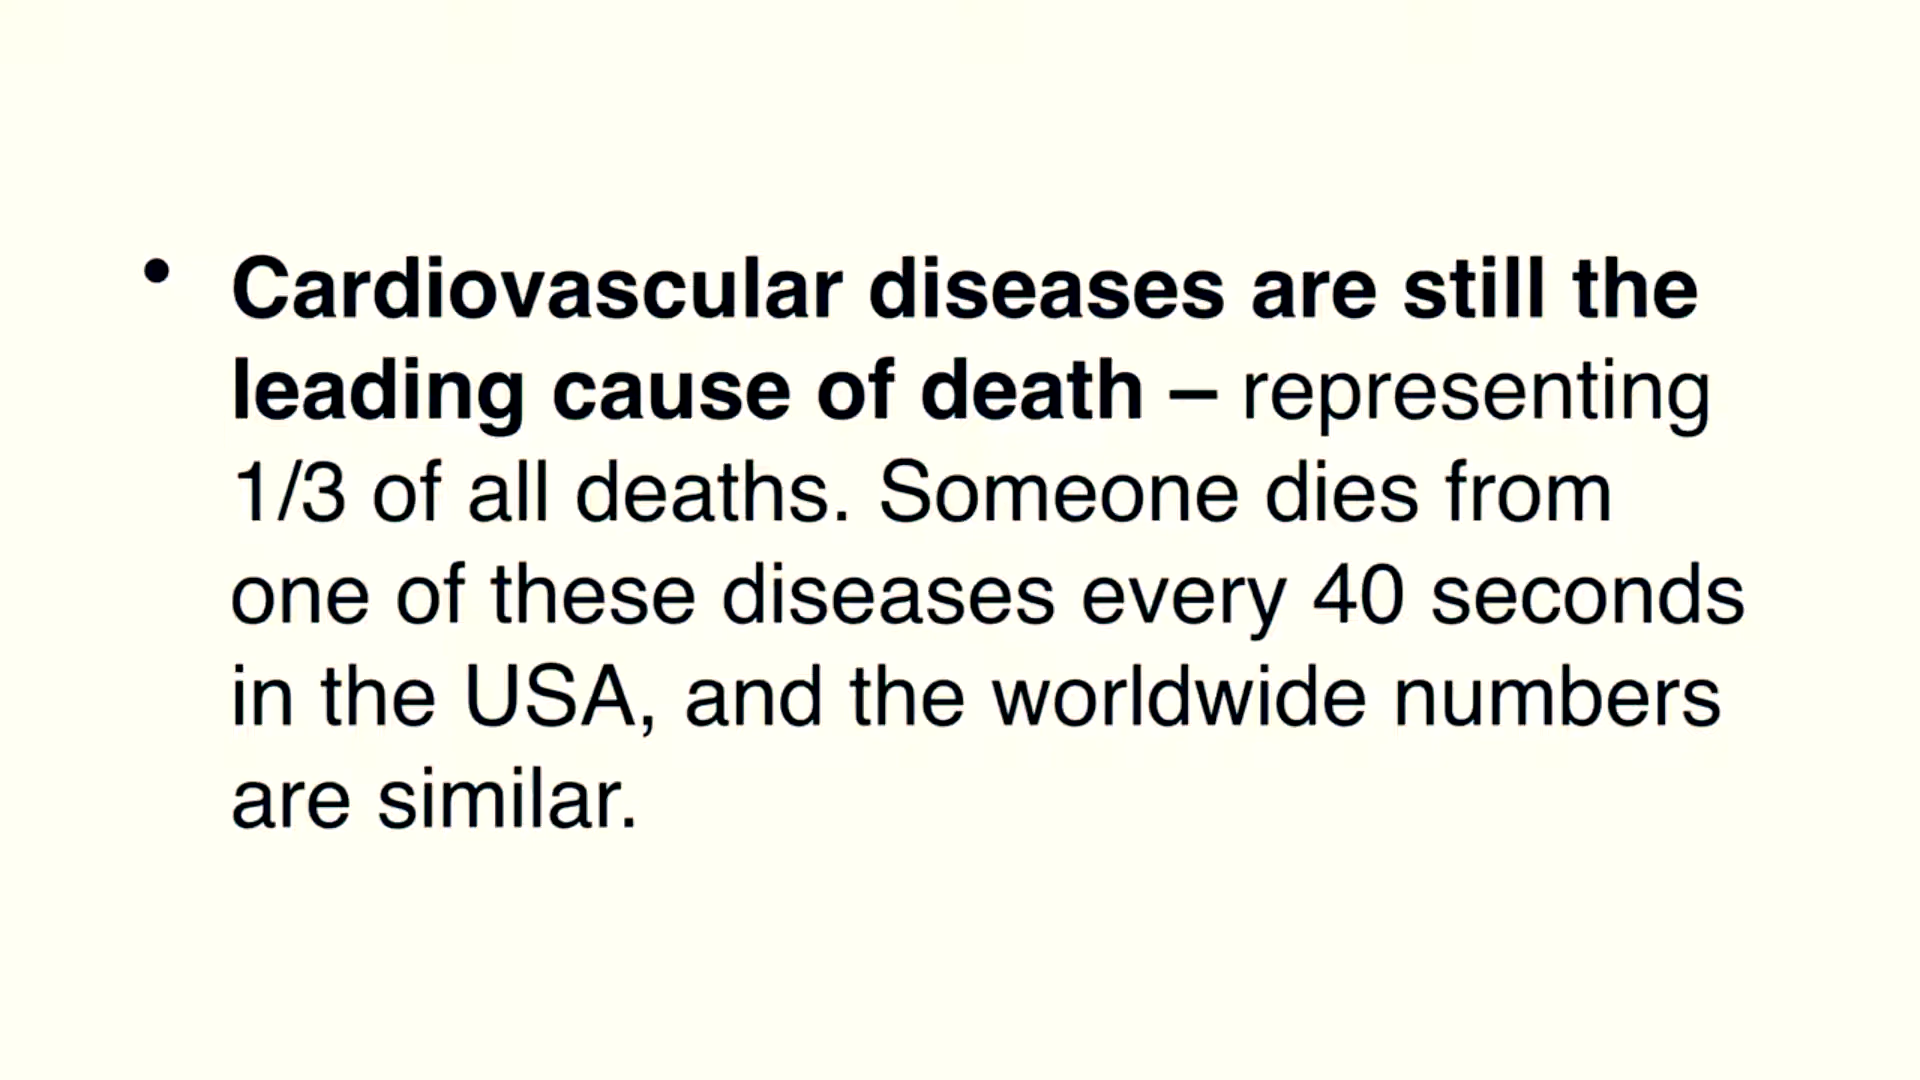 • Cardiovascular diseases are still the
leading cause of death – representing
1/3 of all deaths. Someone dies from
one of these diseases every 40 seconds
in the USA, and the worldwide numbers
are similar.